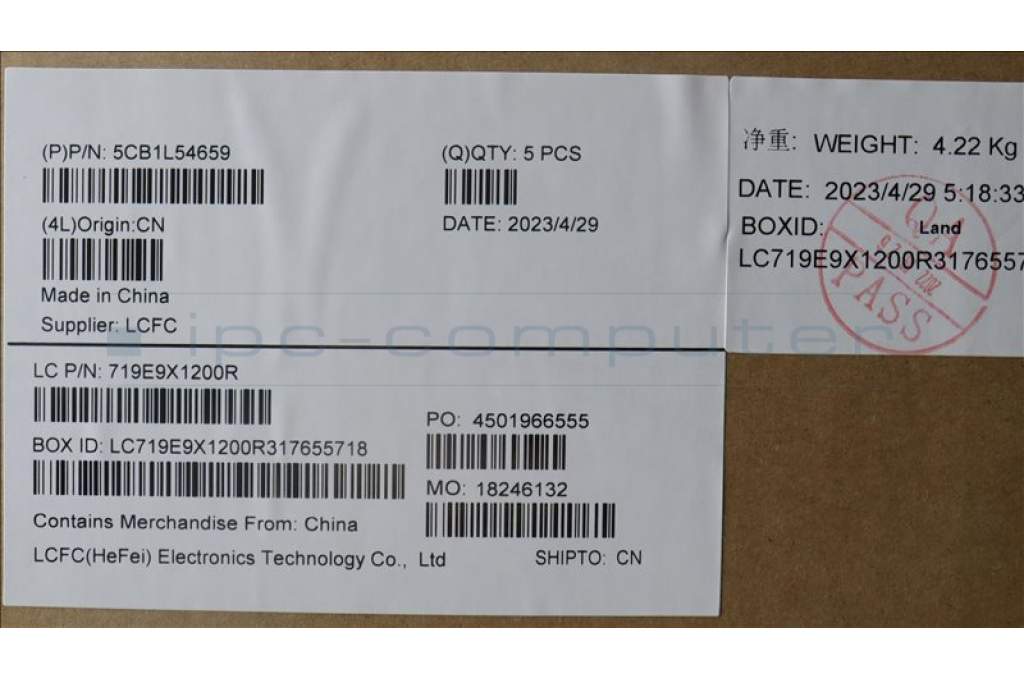 (P)P/N: 5CB1L54659
(Q)QTY: 5 PCS
(4L)Origin:CN
DATE: 2023/4/29
Made in China
Supplier: LCFC
净重: WEIGHT: 4.22 Kg
DATE: 2023/4/29 5:18:33
BOXID: Land
LC719E9X1200R3176557
QA
PASS
ipc-computer
LC P/N: 719E9X1200R
PO: 4501966555
BOX ID: LC719E9X1200R317655718
MO: 18246132
Contains Merchandise From: China
LCFC(HeFei) Electronics Technology Co., Ltd
SHIPTO: CN